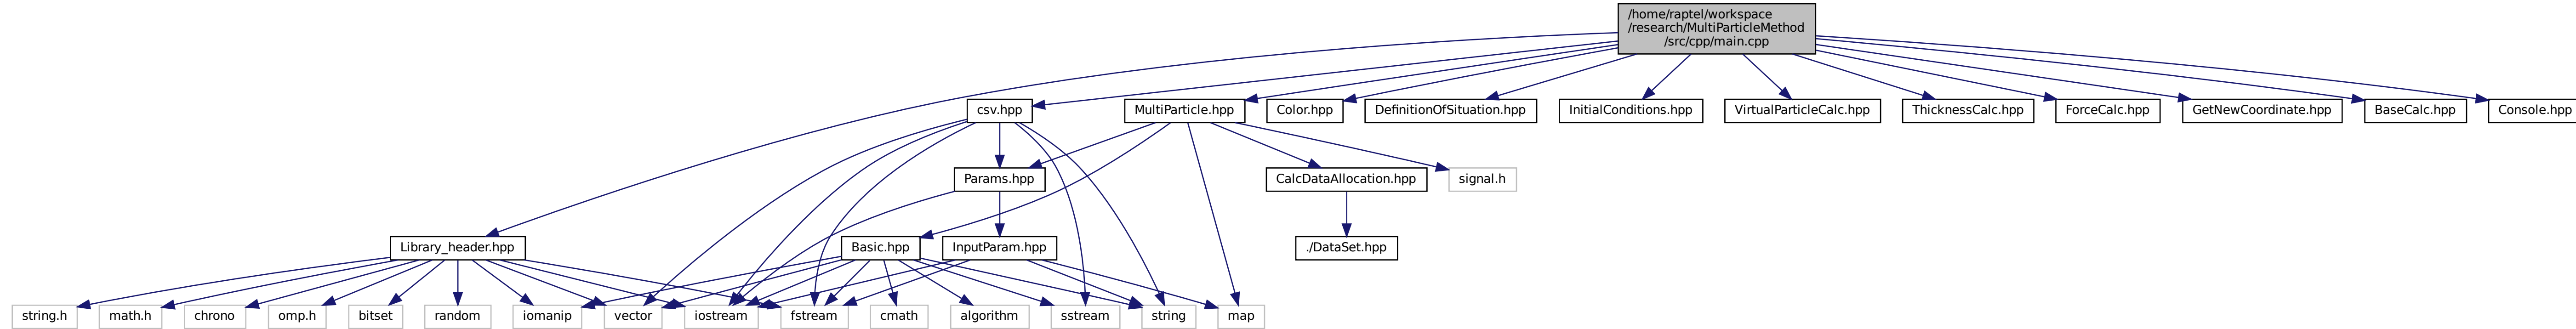 /home/raptel/workspace
/research/MultiParticleMethod
/src/cpp/main.cpp
csv.hpp
MultiParticle.hpp
Color.hpp
DefinitionOfSituation.hpp
InitialConditions.hpp
VirtualParticleCalc.hpp
ThicknessCalc.hpp
ForceCalc.hpp
GetNewCoordinate.hpp
BaseCalc.hpp
Console.hpp
Params.hpp
CalcDataAllocation.hpp
signal.h
Library_header.hpp
Basic.hpp
InputParam.hpp
./DataSet.hpp
string.h
math.h
chrono
omp.h
bitset
random
iomanip
vector
iostream
fstream
cmath
algorithm
sstream
string
map